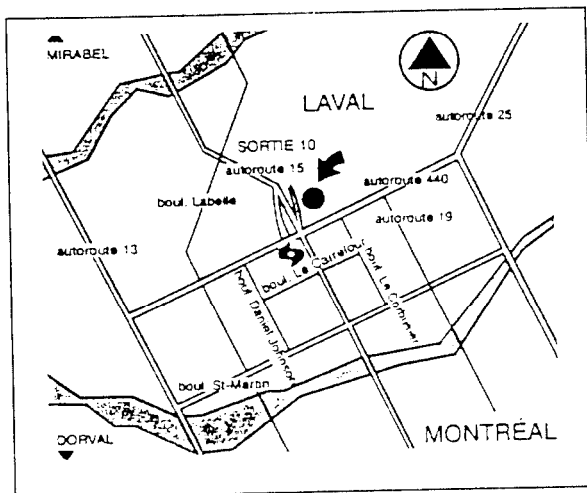 MIRABEL
N
LAVAL
autoroute 25
SORTIE 10
autoroute 15
autoroute 440
boul. Labelle
autoroute 19
autoroute 13
boul. Le Carrefour
boul. Le Corbusier
boul. Daniel Johnson
boul. St-Martin
DORVAL
MONTRÉAL